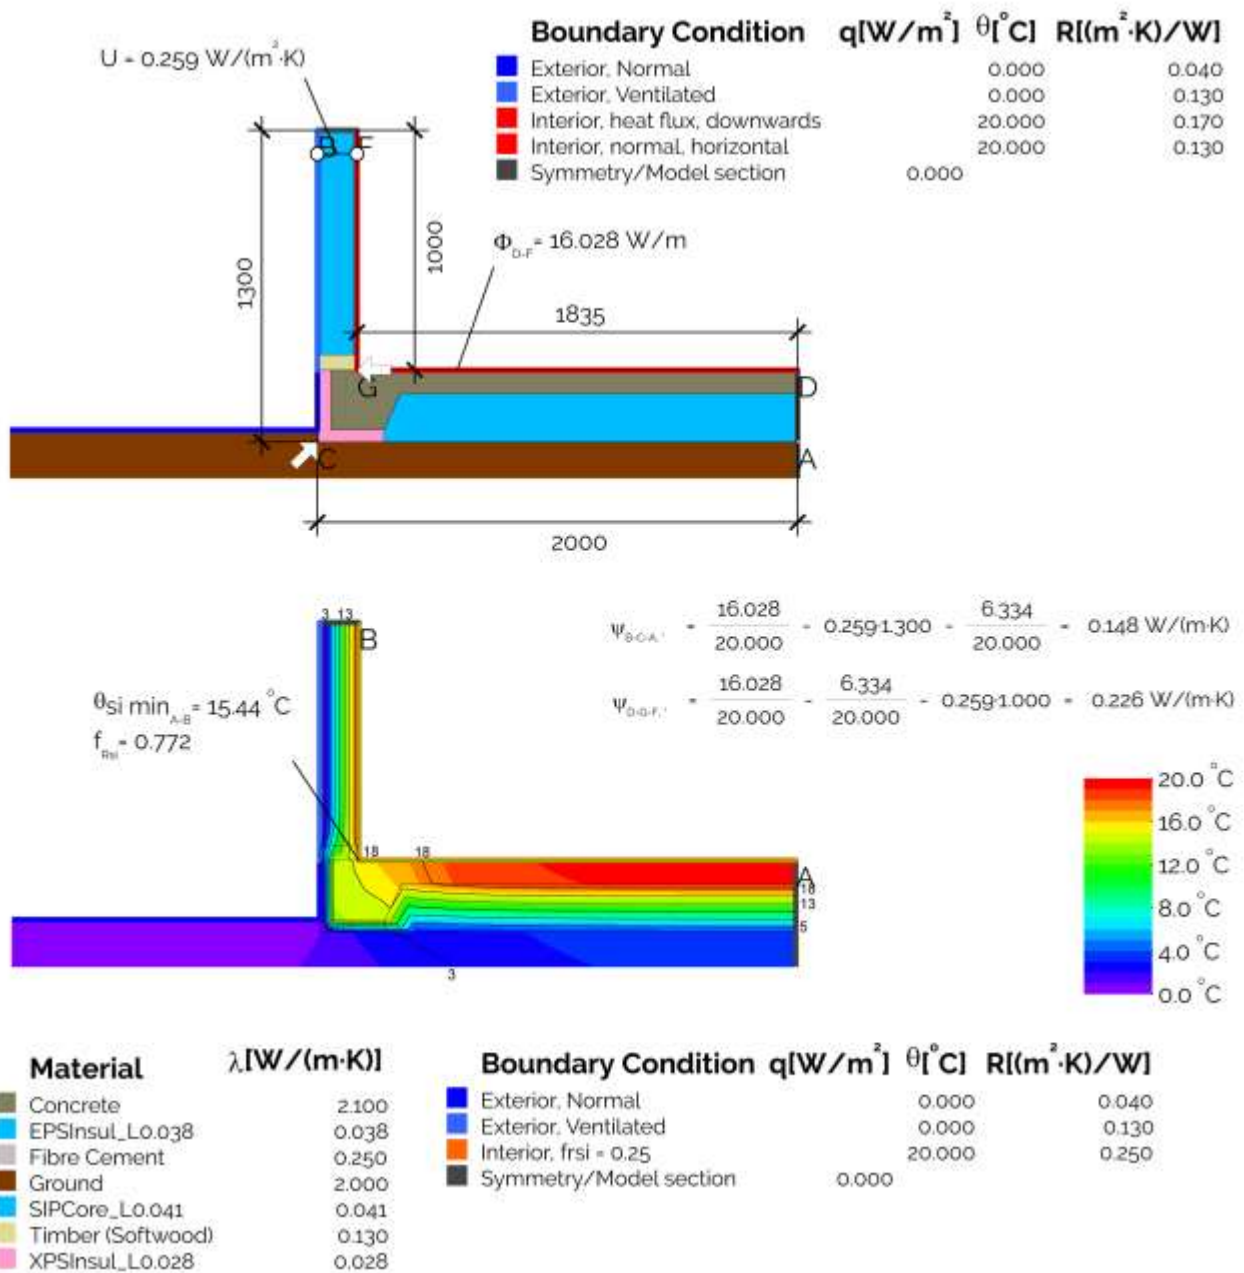 Boundary Condition q[W/m²] θ[°C] R[(m²·K)/W]
Exterior, Normal 0.000 0.040
Exterior, Ventilated 0.000 0.130
Interior, heat flux, downwards 20.000 0.170
Interior, normal, horizontal 20.000 0.130
Symmetry/Model section 0.000
U = 0.259 W/(m²·K)
B F
1300
1000
Φ D-F = 16.028 W/m
1835
G D
C A
2000
3 13
B
θSi min A-B = 15.44 °C
fRsi = 0.772
ψ B-C-A,* = 16.028 / 20.000 - 0.259·1.300 - 6.334 / 20.000 = 0.148 W/(m·K)
ψ D-G-F,* = 16.028 / 20.000 - 6.334 / 20.000 - 0.259·1.000 = 0.226 W/(m·K)
18 18
A
18
13
5
3
20.0 °C
16.0 °C
12.0 °C
8.0 °C
4.0 °C
0.0 °C
Material λ[W/(m·K)]
Concrete 2.100
EPSInsul_L0.038 0.038
Fibre Cement 0.250
Ground 2.000
SIPCore_L0.041 0.041
Timber (Softwood) 0.130
XPSInsul_L0.028 0.028
Boundary Condition q[W/m²] θ[°C] R[(m²·K)/W]
Exterior, Normal 0.000 0.040
Exterior, Ventilated 0.000 0.130
Interior, frsi = 0.25 20.000 0.250
Symmetry/Model section 0.000